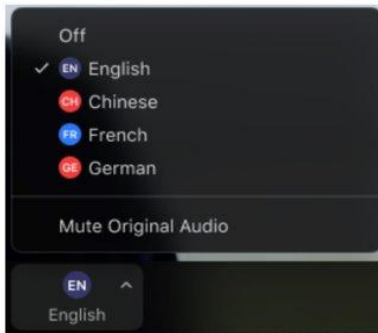 Off
EN English
CH Chinese
FR French
GE German
Mute Original Audio
EN
English